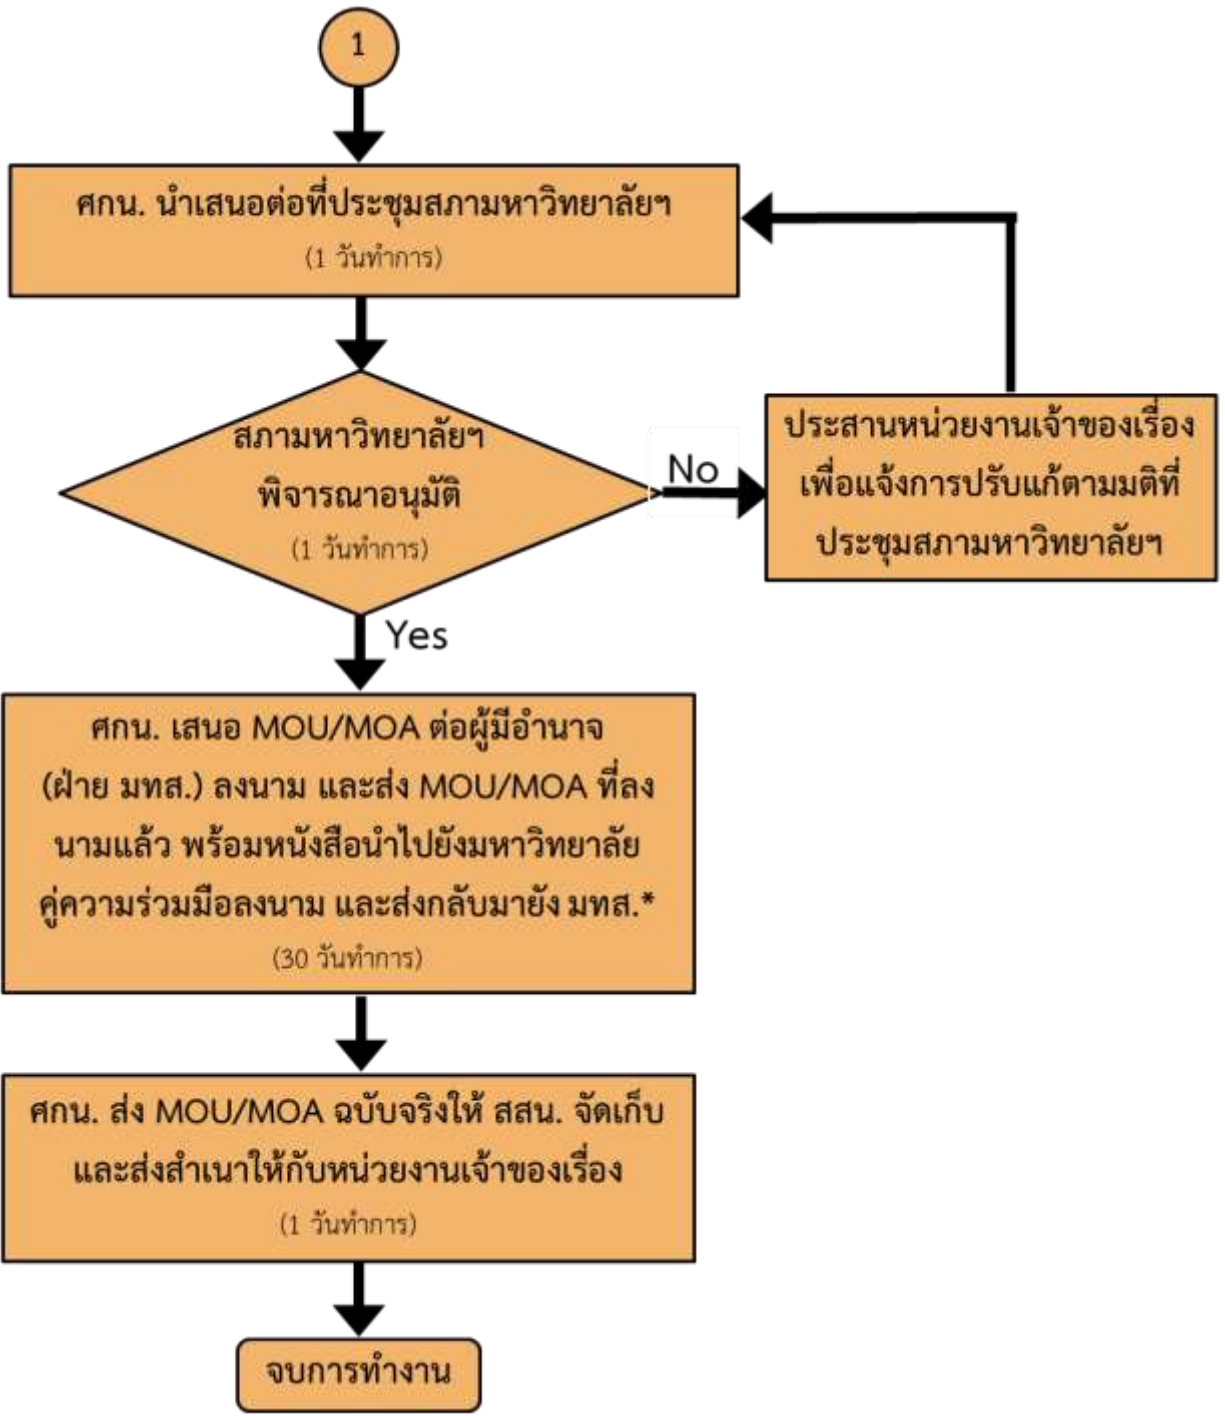 1
ศกน. นำเสนอต่อที่ประชุมสภามหาวิทยาลัยฯ
(1 วันทำการ)
สภามหาวิทยาลัยฯ
พิจารณาอนุมัติ
(1 วันทำการ)
No
ประสานหน่วยงานเจ้าของเรื่อง
เพื่อแจ้งการปรับแก้ตามมติที่
ประชุมสภามหาวิทยาลัยฯ
Yes
ศกน. เสนอ MOU/MOA ต่อผู้มีอำนาจ
(ฝ่าย มทส.) ลงนาม และส่ง MOU/MOA ที่ลง
นามแล้ว พร้อมหนังสือนำไปยังมหาวิทยาลัย
คู่ความร่วมมือลงนาม และส่งกลับมายัง มทส.*
(30 วันทำการ)
ศกน. ส่ง MOU/MOA ฉบับจริงให้ สสน. จัดเก็บ
และส่งสำเนาให้กับหน่วยงานเจ้าของเรื่อง
(1 วันทำการ)
จบการทำงาน